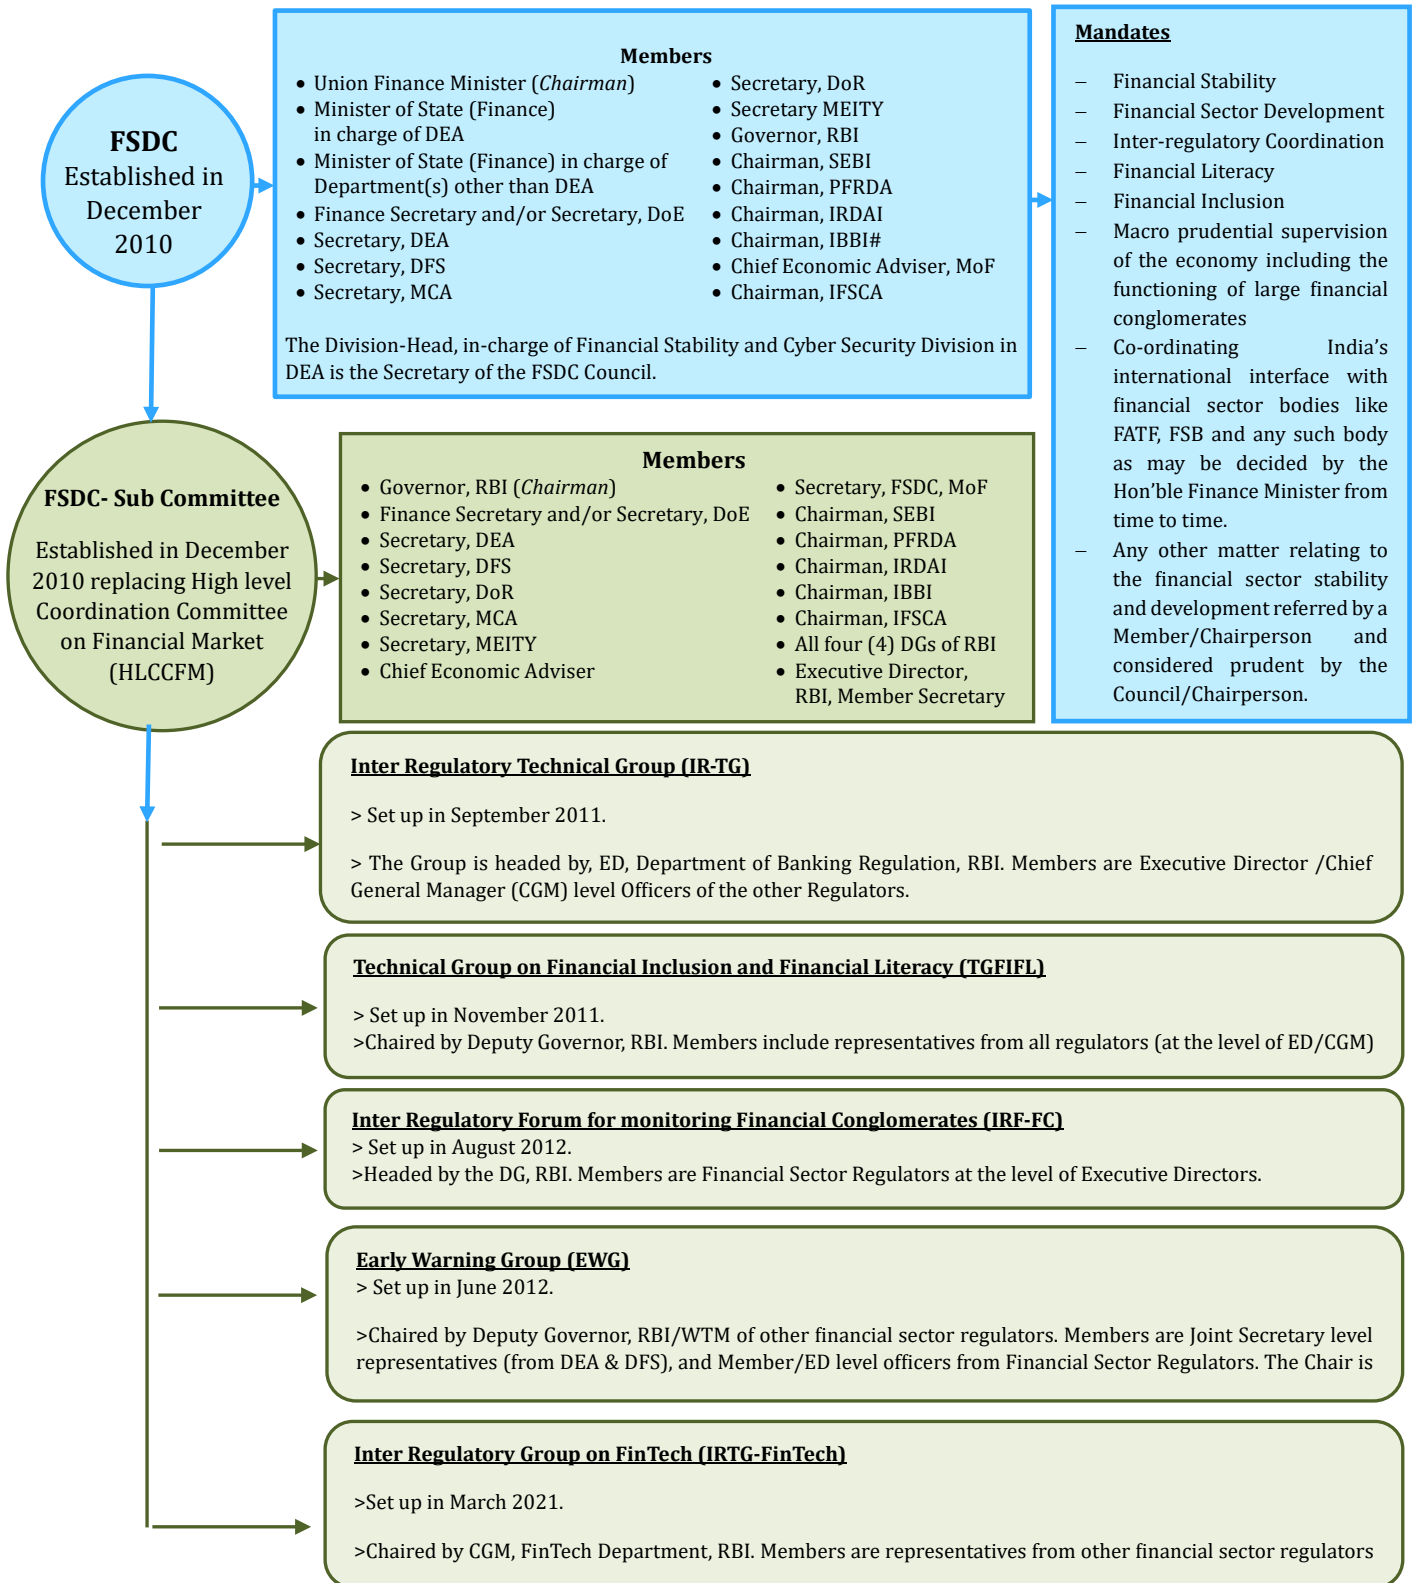 FSDC
Established in
December
2010
Members
• Union Finance Minister (Chairman)
• Minister of State (Finance)
in charge of DEA
• Minister of State (Finance) in charge of
Department(s) other than DEA
• Finance Secretary and/or Secretary, DoE
• Secretary, DEA
• Secretary, DFS
• Secretary, MCA
• Secretary, DoR
• Secretary MEITY
• Governor, RBI
• Chairman, SEBI
• Chairman, PFRDA
• Chairman, IRDAI
• Chairman, IBBI#
• Chief Economic Adviser, MoF
• Chairman, IFSCA
The Division-Head, in-charge of Financial Stability and Cyber Security Division in
DEA is the Secretary of the FSDC Council.
Mandates
– Financial Stability
– Financial Sector Development
– Inter-regulatory Coordination
– Financial Literacy
– Financial Inclusion
– Macro prudential supervision
of the economy including the
functioning of large financial
conglomerates
– Co-ordinating India’s
international interface with
financial sector bodies like
FATF, FSB and any such body
as may be decided by the
Hon’ble Finance Minister from
time to time.
– Any other matter relating to
the financial sector stability
and development referred by a
Member/Chairperson and
considered prudent by the
Council/Chairperson.
FSDC- Sub Committee
Established in December
2010 replacing High level
Coordination Committee
on Financial Market
(HLCCFM)
Members
• Governor, RBI (Chairman)
• Finance Secretary and/or Secretary, DoE
• Secretary, DEA
• Secretary, DFS
• Secretary, DoR
• Secretary, MCA
• Secretary, MEITY
• Chief Economic Adviser
• Secretary, FSDC, MoF
• Chairman, SEBI
• Chairman, PFRDA
• Chairman, IRDAI
• Chairman, IBBI
• Chairman, IFSCA
• All four (4) DGs of RBI
• Executive Director,
RBI, Member Secretary
Inter Regulatory Technical Group (IR-TG)
> Set up in September 2011.
> The Group is headed by, ED, Department of Banking Regulation, RBI. Members are Executive Director /Chief
General Manager (CGM) level Officers of the other Regulators.
Technical Group on Financial Inclusion and Financial Literacy (TGFIFL)
> Set up in November 2011.
>Chaired by Deputy Governor, RBI. Members include representatives from all regulators (at the level of ED/CGM)
Inter Regulatory Forum for monitoring Financial Conglomerates (IRF-FC)
> Set up in August 2012.
>Headed by the DG, RBI. Members are Financial Sector Regulators at the level of Executive Directors.
Early Warning Group (EWG)
> Set up in June 2012.
>Chaired by Deputy Governor, RBI/WTM of other financial sector regulators. Members are Joint Secretary level
representatives (from DEA & DFS), and Member/ED level officers from Financial Sector Regulators. The Chair is
Inter Regulatory Group on FinTech (IRTG-FinTech)
>Set up in March 2021.
>Chaired by CGM, FinTech Department, RBI. Members are representatives from other financial sector regulators